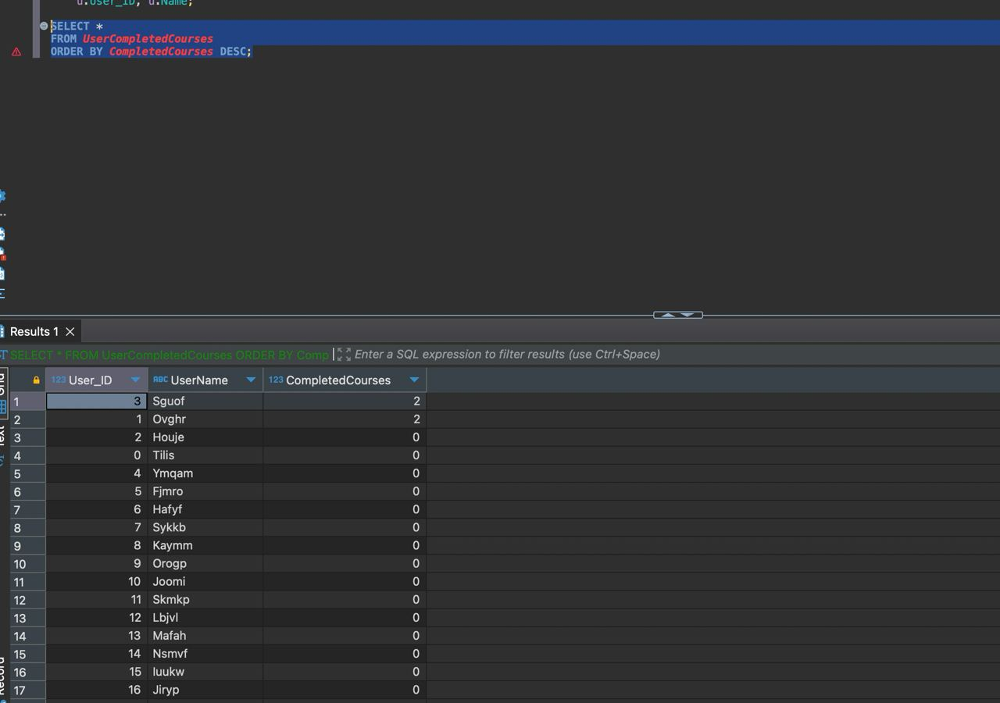 u.User_ID, u.Name;
SELECT *
FROM UserCompletedCourses
ORDER BY CompletedCourses DESC;
Results 1
SELECT * FROM UserCompletedCourses ORDER BY Comp Enter a SQL expression to filter results (use Ctrl+Space)
Grid
Text
Record
123 User_ID ABC UserName 123 CompletedCourses
1 3 Sguof 2
2 1 Ovghr 2
3 2 Houje 0
4 0 Tilis 0
5 4 Ymqam 0
6 5 Fjmro 0
7 6 Hafyf 0
8 7 Sykkb 0
9 8 Kaymm 0
10 9 Orogp 0
11 10 Joomi 0
12 11 Skmkp 0
13 12 Lbjvl 0
14 13 Mafah 0
15 14 Nsmvf 0
16 15 Iuukw 0
17 16 Jiryp 0